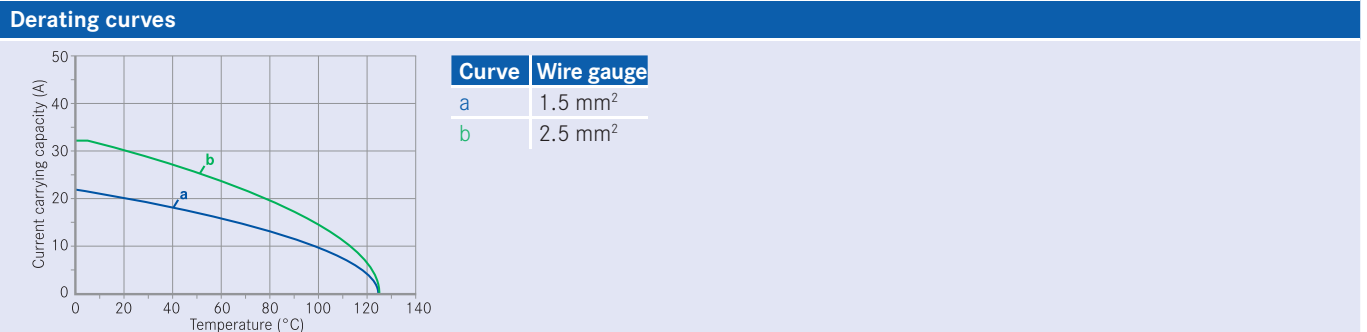 Derating curves
Current carrying capacity (A)
50
40
30
20
10
0
b
a
0 20 40 60 80 100 120 140
Temperature (°C)
Curve Wire gauge
a 1.5 mm²
b 2.5 mm²